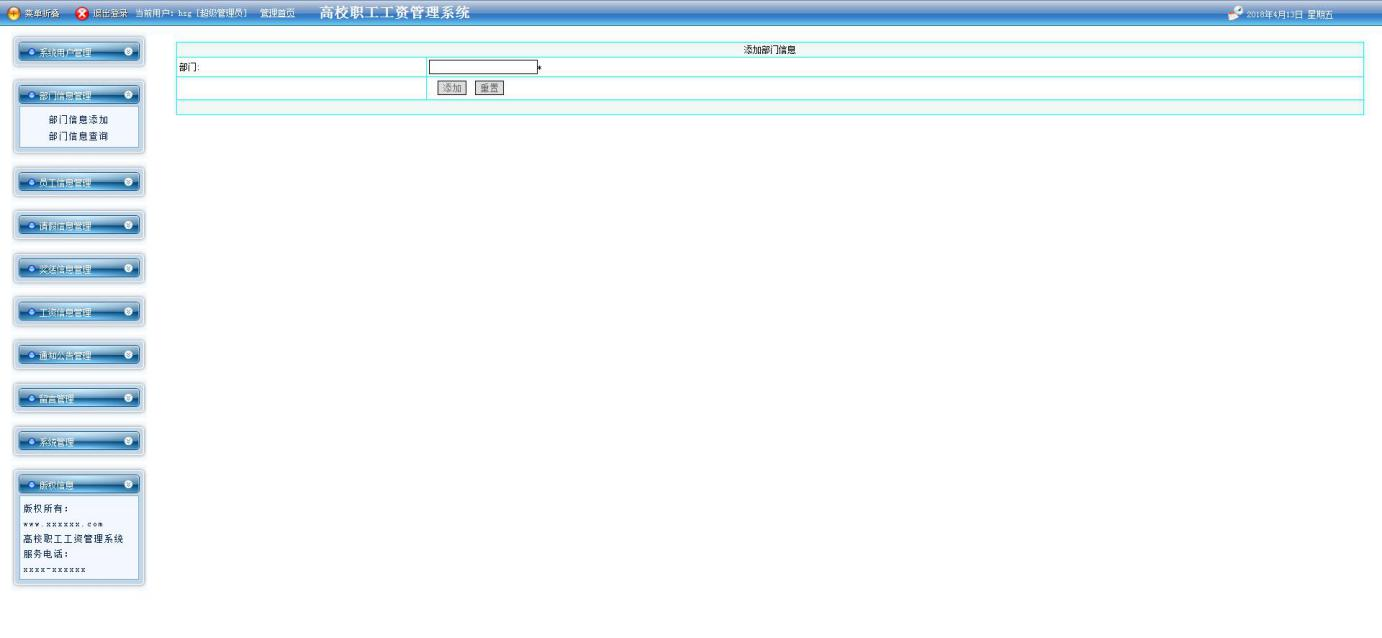 菜单折叠 退出登录 当前用户: hsg [超级管理员] 管理首页 高校职工工资管理系统 2018年4月13日 星期五
系统用户管理
部门信息管理
部门信息添加
部门信息查询
员工信息管理
请假信息管理
奖惩信息管理
工资信息管理
通知公告管理
留言管理
系统管理
版权信息
版权所有:
www.xxxxxx.com
高校职工工资管理系统
服务电话:
xxxx-xxxxxx
添加部门信息
部门: *
添加 重置